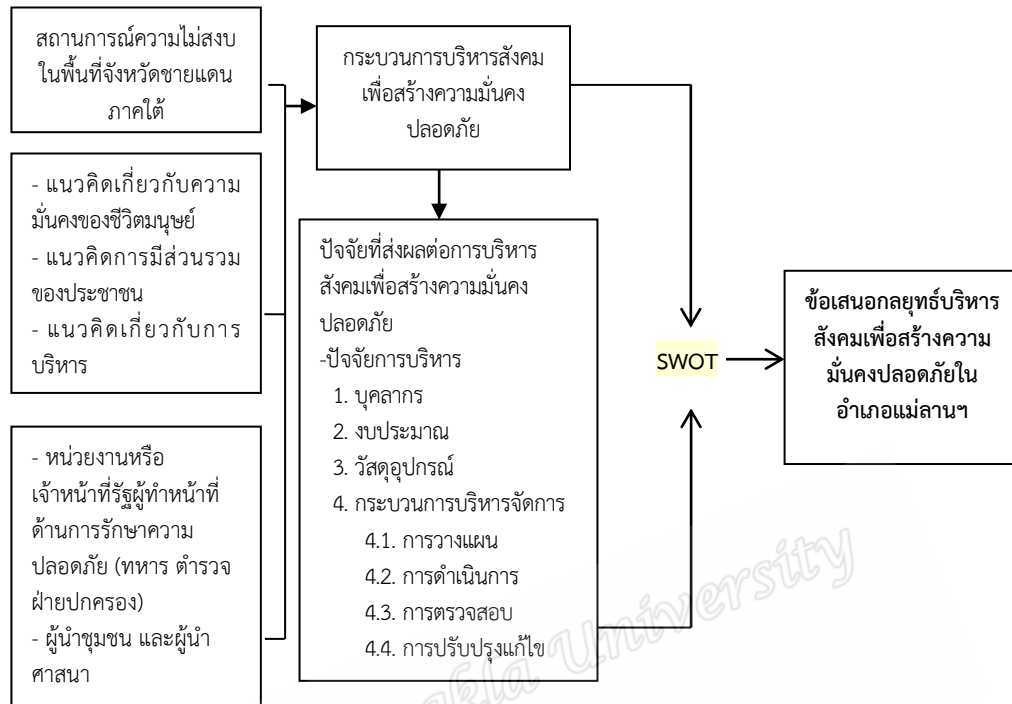 สถานการณ์ความไม่สงบ
ในพื้นที่จังหวัดชายแดน
ภาคใต้
- แนวคิดเกี่ยวกับความ
มั่นคงของชีวิตมนุษย์
- แนวคิดการมีส่วนรวม
ของประชาชน
- แนวคิดเกี่ยวกับการ
บริหาร
- หน่วยงานหรือ
เจ้าหน้าที่รัฐผู้ทำหน้าที่
ด้านการรักษาความ
ปลอดภัย (ทหาร ตำรวจ
ฝ่ายปกครอง)
- ผู้นำชุมชน และผู้นำ
ศาสนา
กระบวนการบริหารสังคม
เพื่อสร้างความมั่นคง
ปลอดภัย
ปัจจัยที่ส่งผลต่อการบริหาร
สังคมเพื่อสร้างความมั่นคง
ปลอดภัย
-ปัจจัยการบริหาร
1. บุคลากร
2. งบประมาณ
3. วัสดุอุปกรณ์
4. กระบวนการบริหารจัดการ
4.1. การวางแผน
4.2. การดำเนินการ
4.3. การตรวจสอบ
4.4. การปรับปรุงแก้ไข
SWOT
ข้อเสนอกลยุทธ์บริหาร
สังคมเพื่อสร้างความ
มั่นคงปลอดภัยใน
อำเภอแม่ลานฯ
University